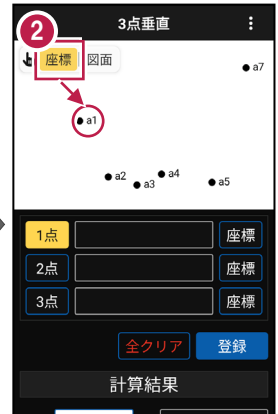 3点垂直
2
座標 図面
a7
a1
a2 a3 a4 a5
1点 座標
2点 座標
3点 座標
全クリア 登録
計算結果